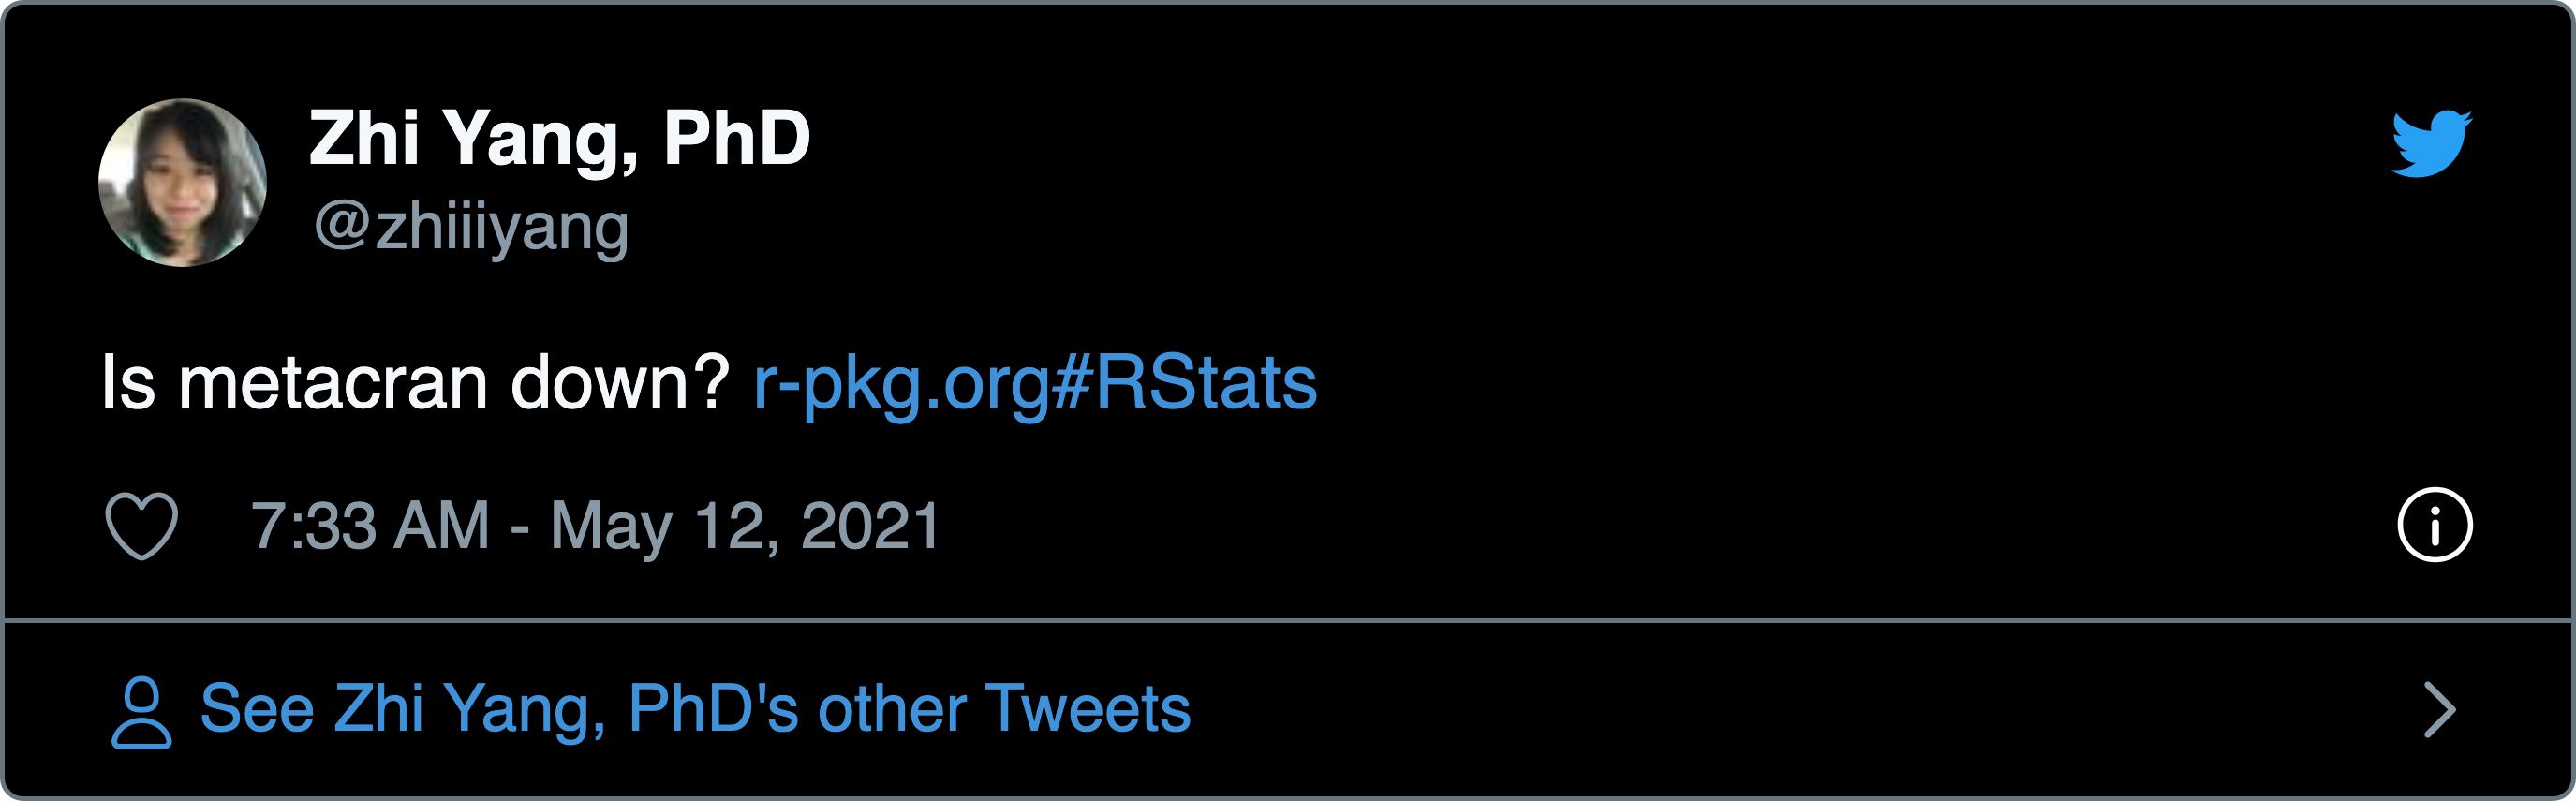 Zhi Yang, PhD
@zhiiiyang
Is metacran down? r-pkg.org#RStats
7:33 AM - May 12, 2021
See Zhi Yang, PhD's other Tweets